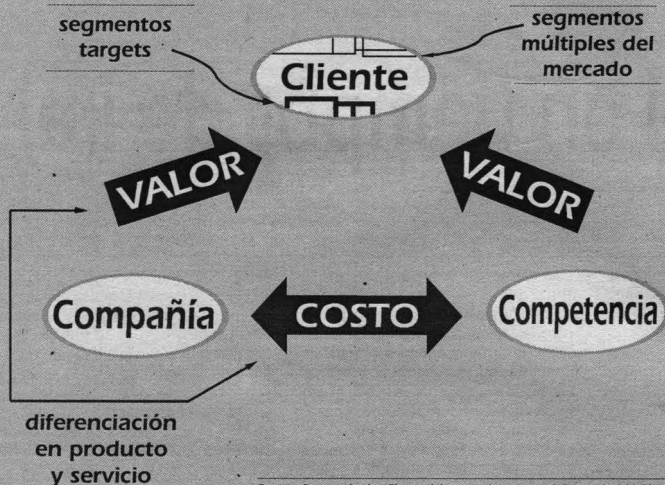 segmentos
targets
segmentos
múltiples del
mercado
Cliente
VALOR
VALOR
Compañía
COSTO
Competencia
diferenciación
en producto
y servicio